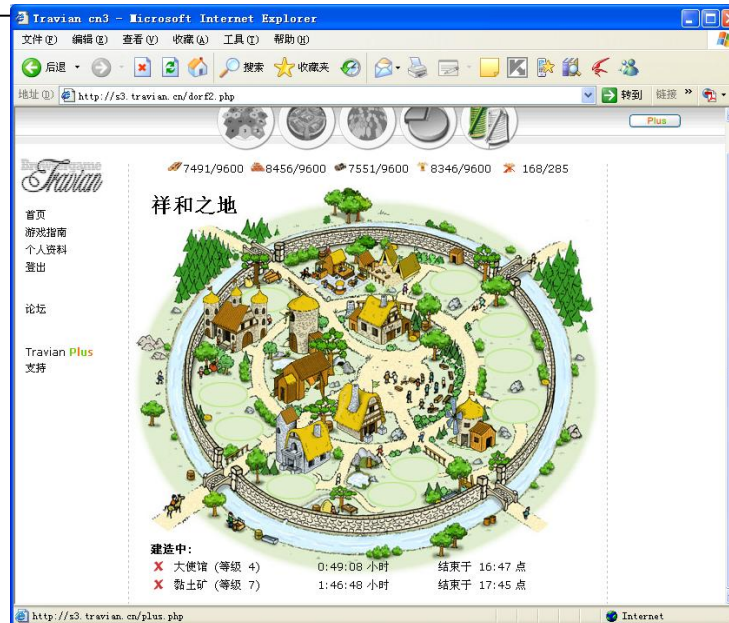 Travian cn3 - Microsoft Internet Explorer
文件(F) 编辑(E) 查看(V) 收藏(A) 工具(T) 帮助(H)
后退 搜索 收藏夹
地址(D) http://s3.travian.cn/dorf2.php 转到 链接 »
Plus
Browsergame
Travian
7491/9600 8456/9600 7551/9600 8346/9600 168/285
祥和之地
首页
游戏指南
个人资料
登出
论坛
Travian Plus
支持
建造中:
X 大使馆 (等级 4) 0:49:08 小时 结束于 16:47 点
X 黏土矿 (等级 7) 1:46:48 小时 结束于 17:45 点
http://s3.travian.cn/plus.php Internet